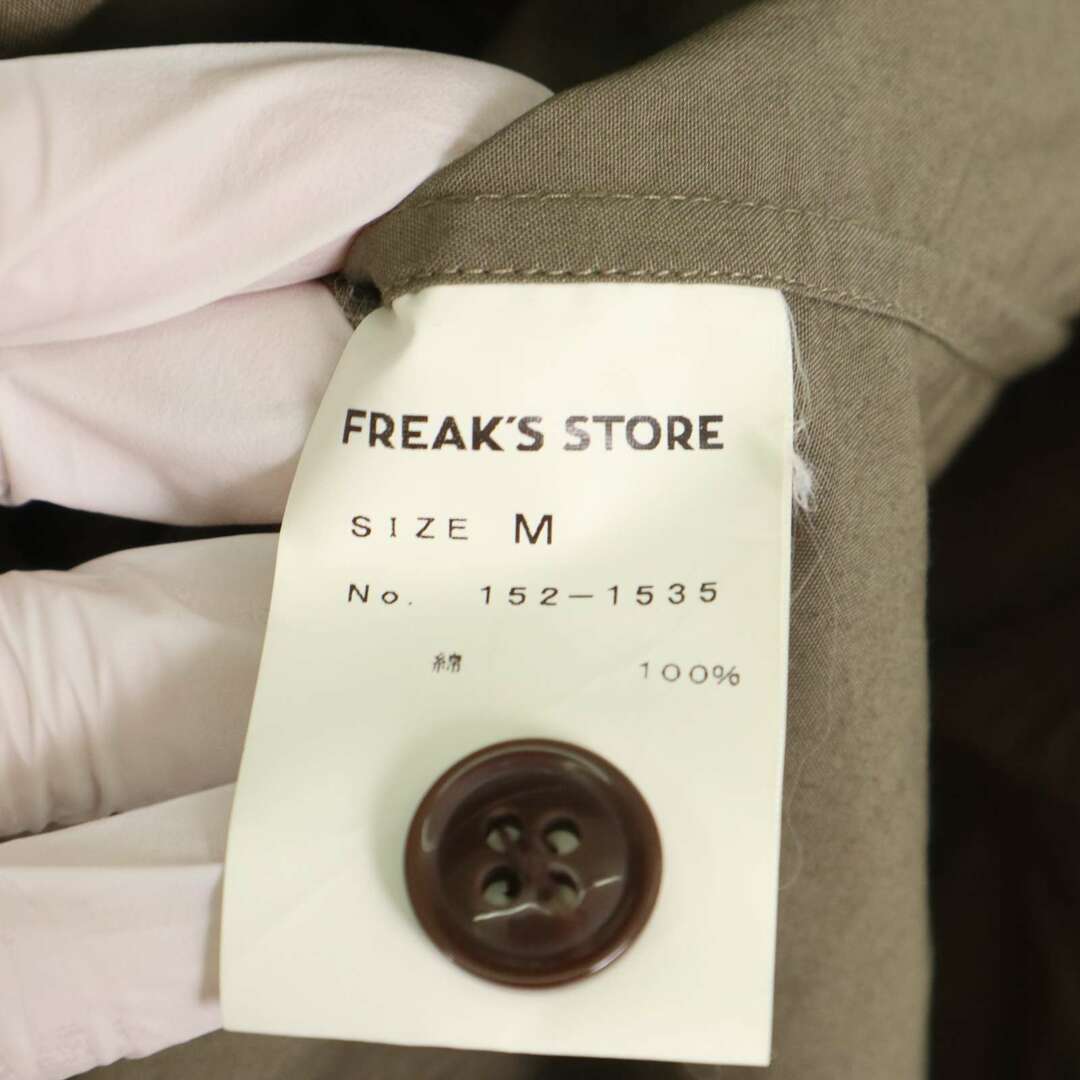 FREAK'S STORE
SIZE M
No. 152-1535
綿 100%